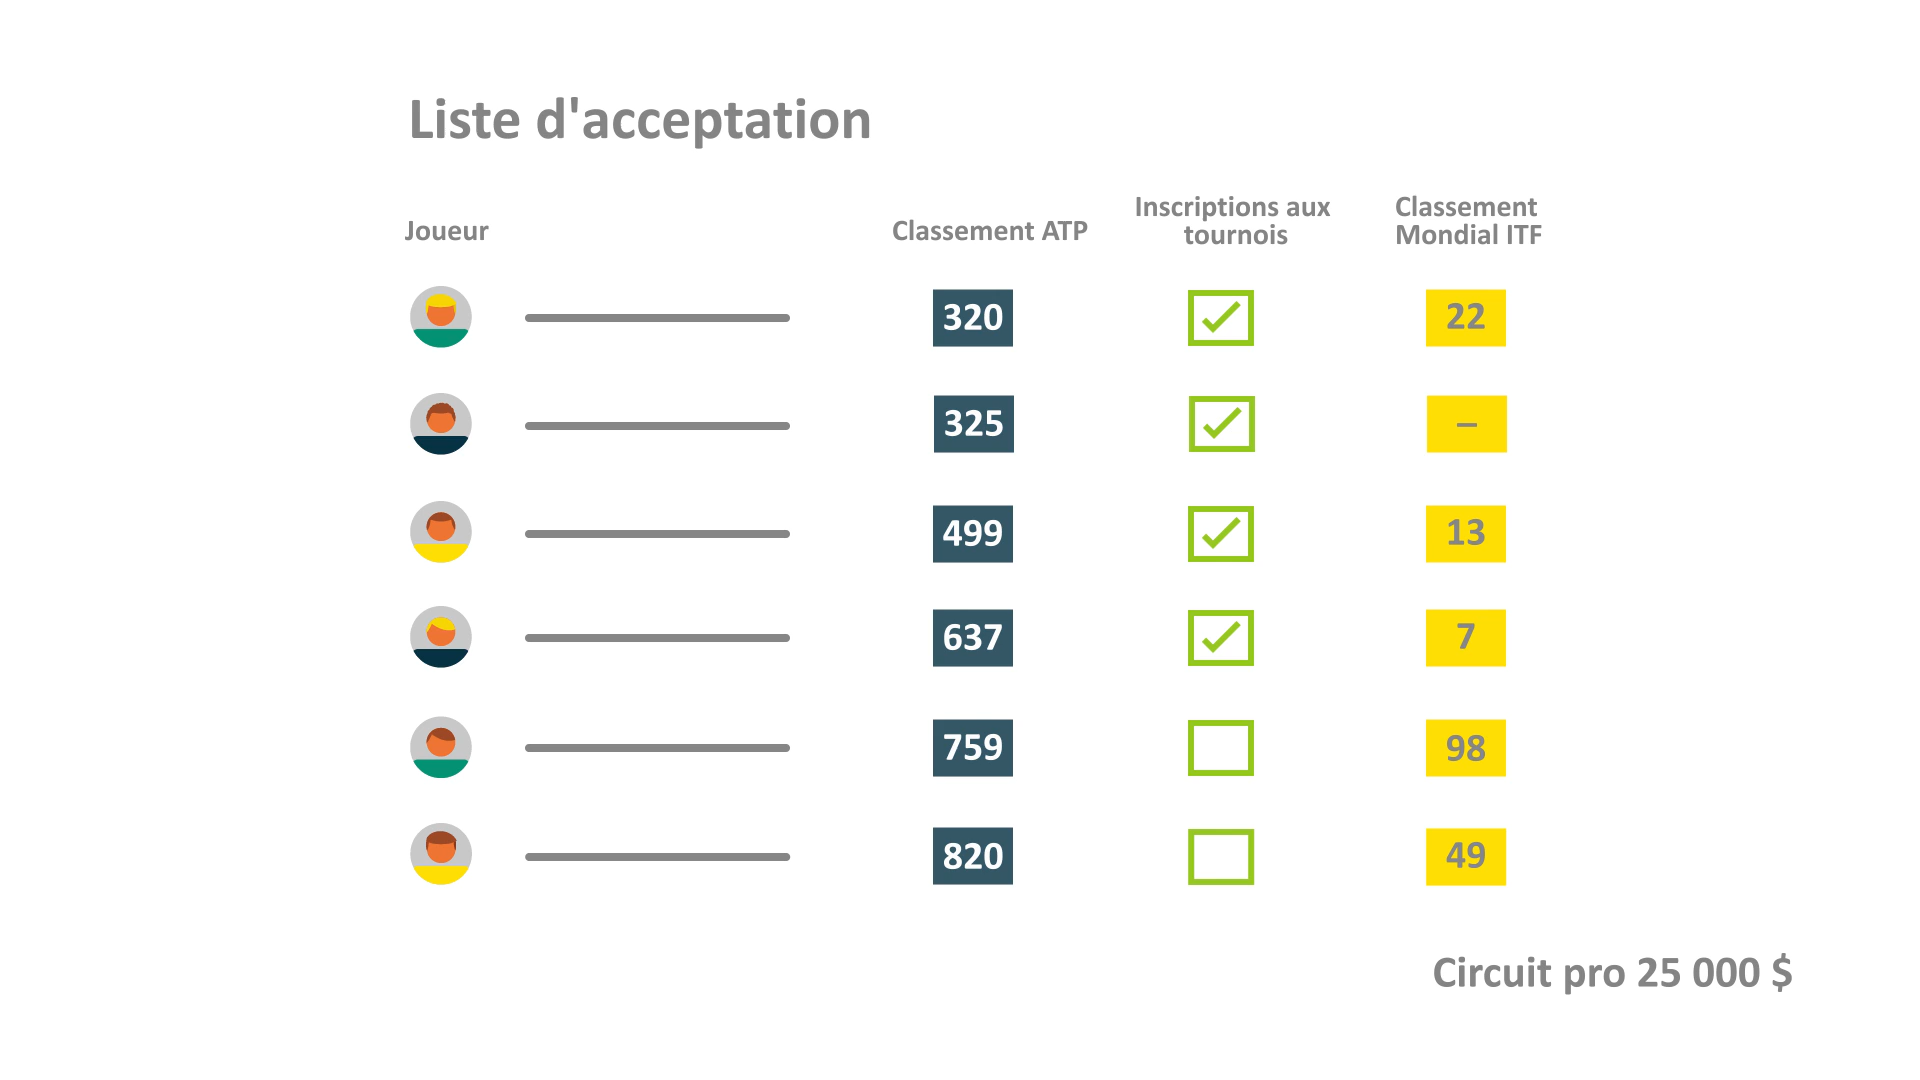 Liste d'acceptation
Joueur
Classement ATP
Inscriptions aux
tournois
Classement
Mondial ITF
320 22
325 –
499 13
637 7
759 98
820 49
Circuit pro 25 000 $